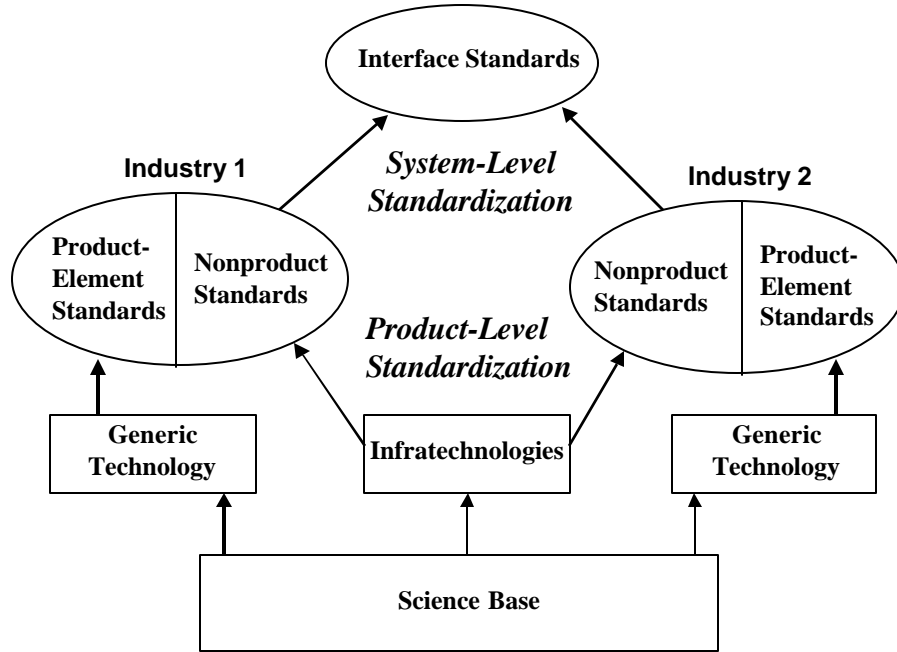 Interface Standards
System-Level
Standardization
Industry 1
Industry 2
Product-
Element
Standards
Nonproduct
Standards
Nonproduct
Standards
Product-
Element
Standards
Product-Level
Standardization
Generic
Technology
Infratechnologies
Generic
Technology
Science Base